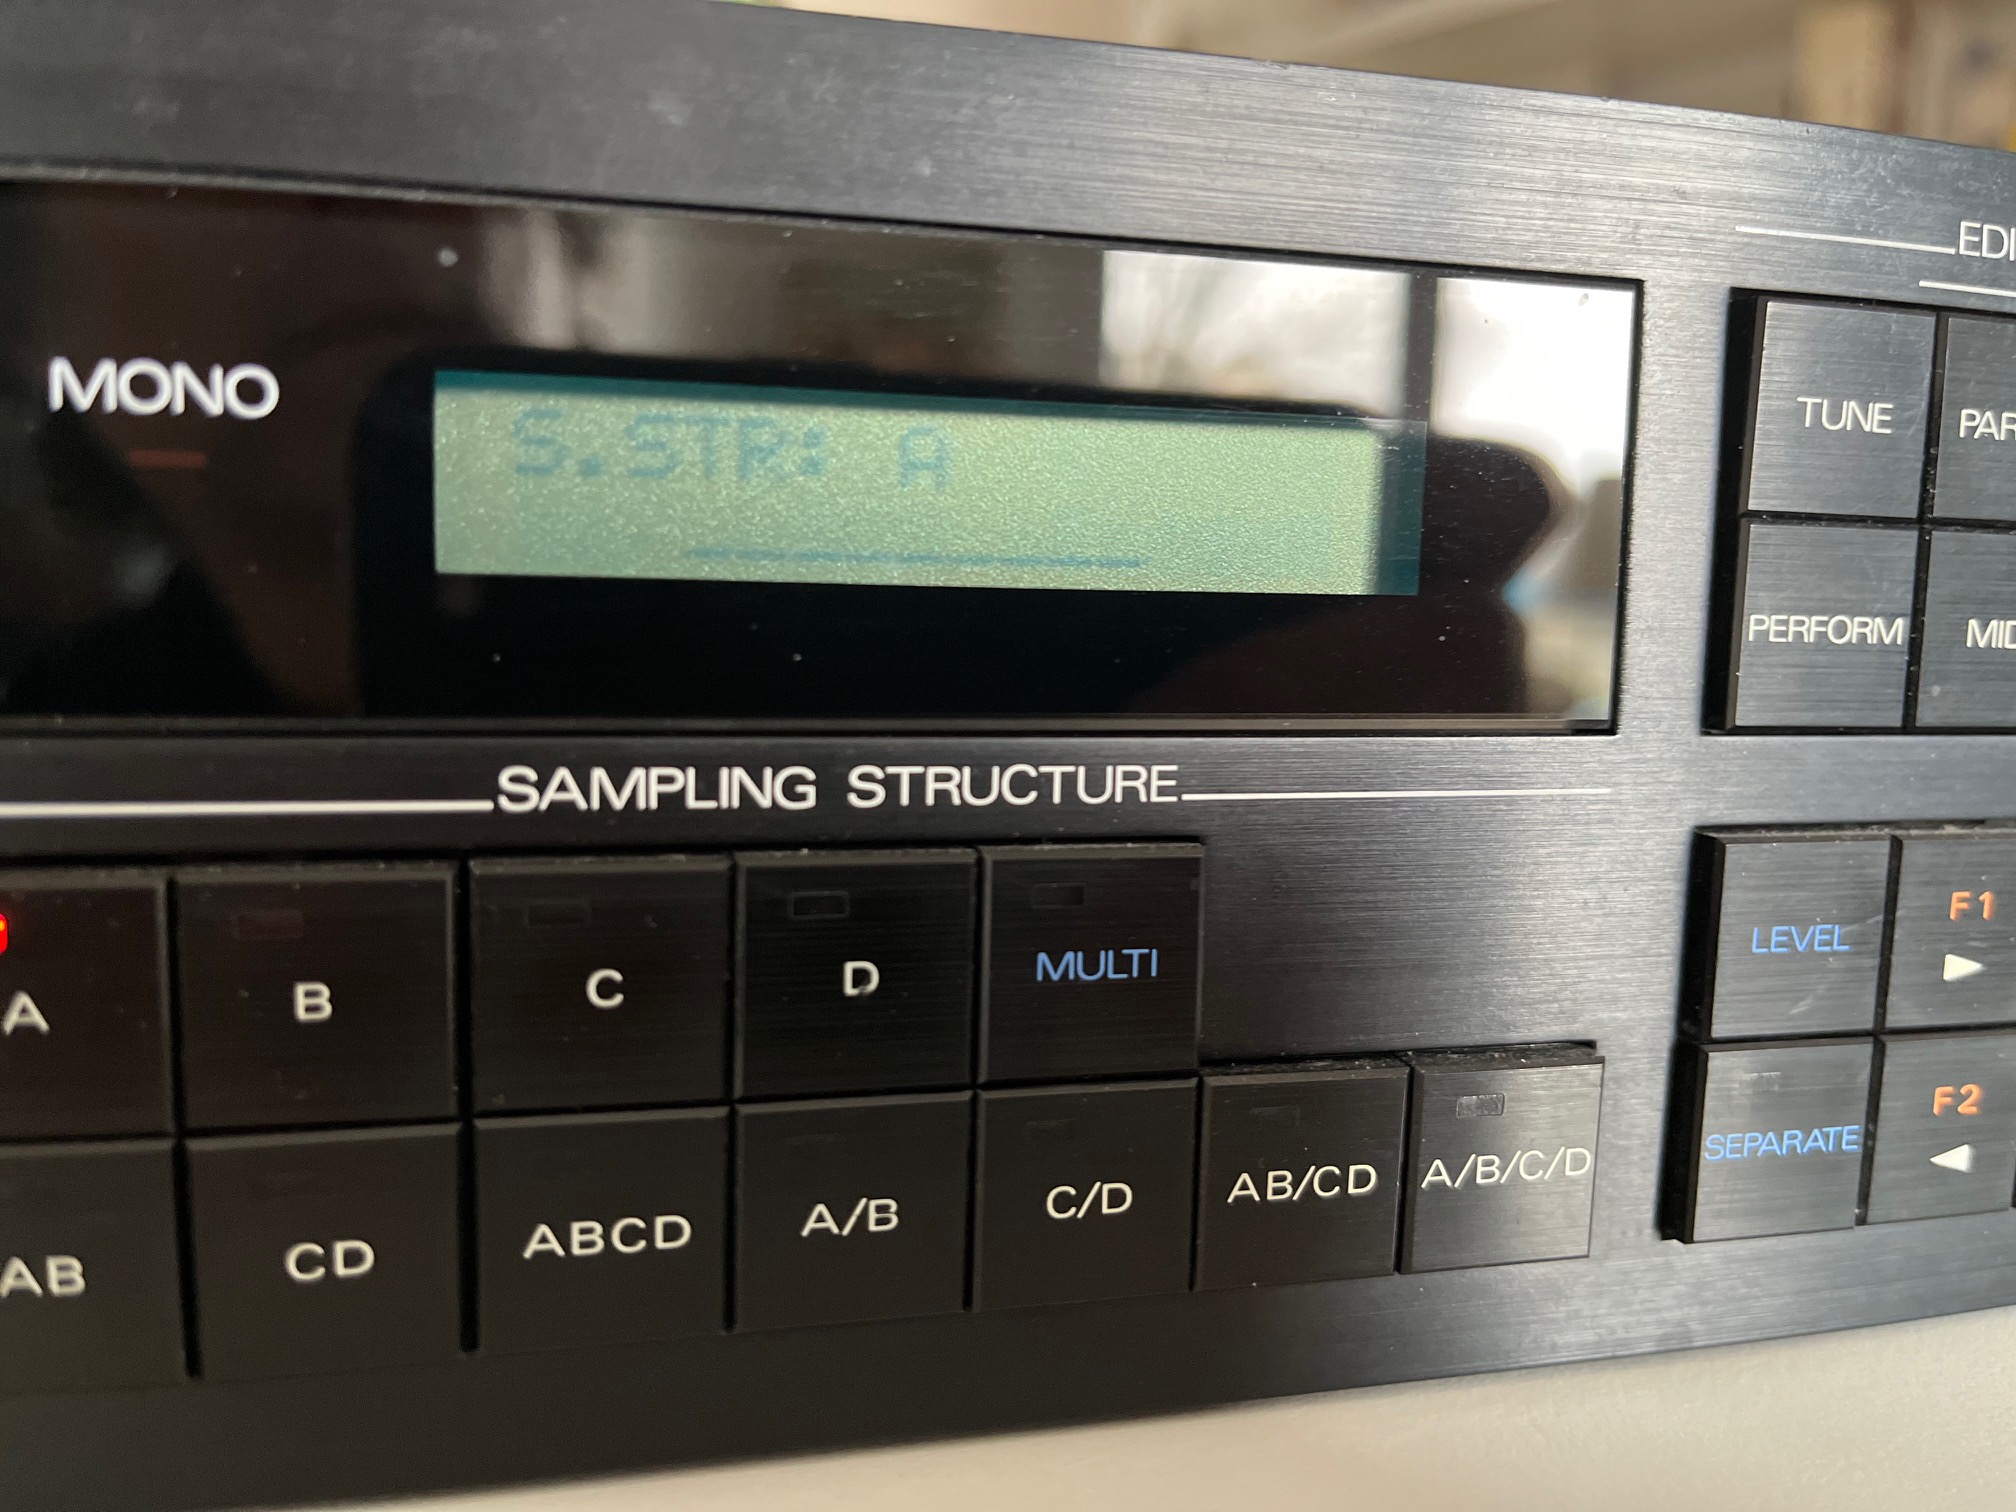 MONO
S.STR: A
EDI
TUNE
PAR
PERFORM
MID
SAMPLING STRUCTURE
A
B
C
D
MULTI
AB
CD
ABCD
A/B
C/D
AB/CD
A/B/C/D
LEVEL
F1
SEPARATE
F2